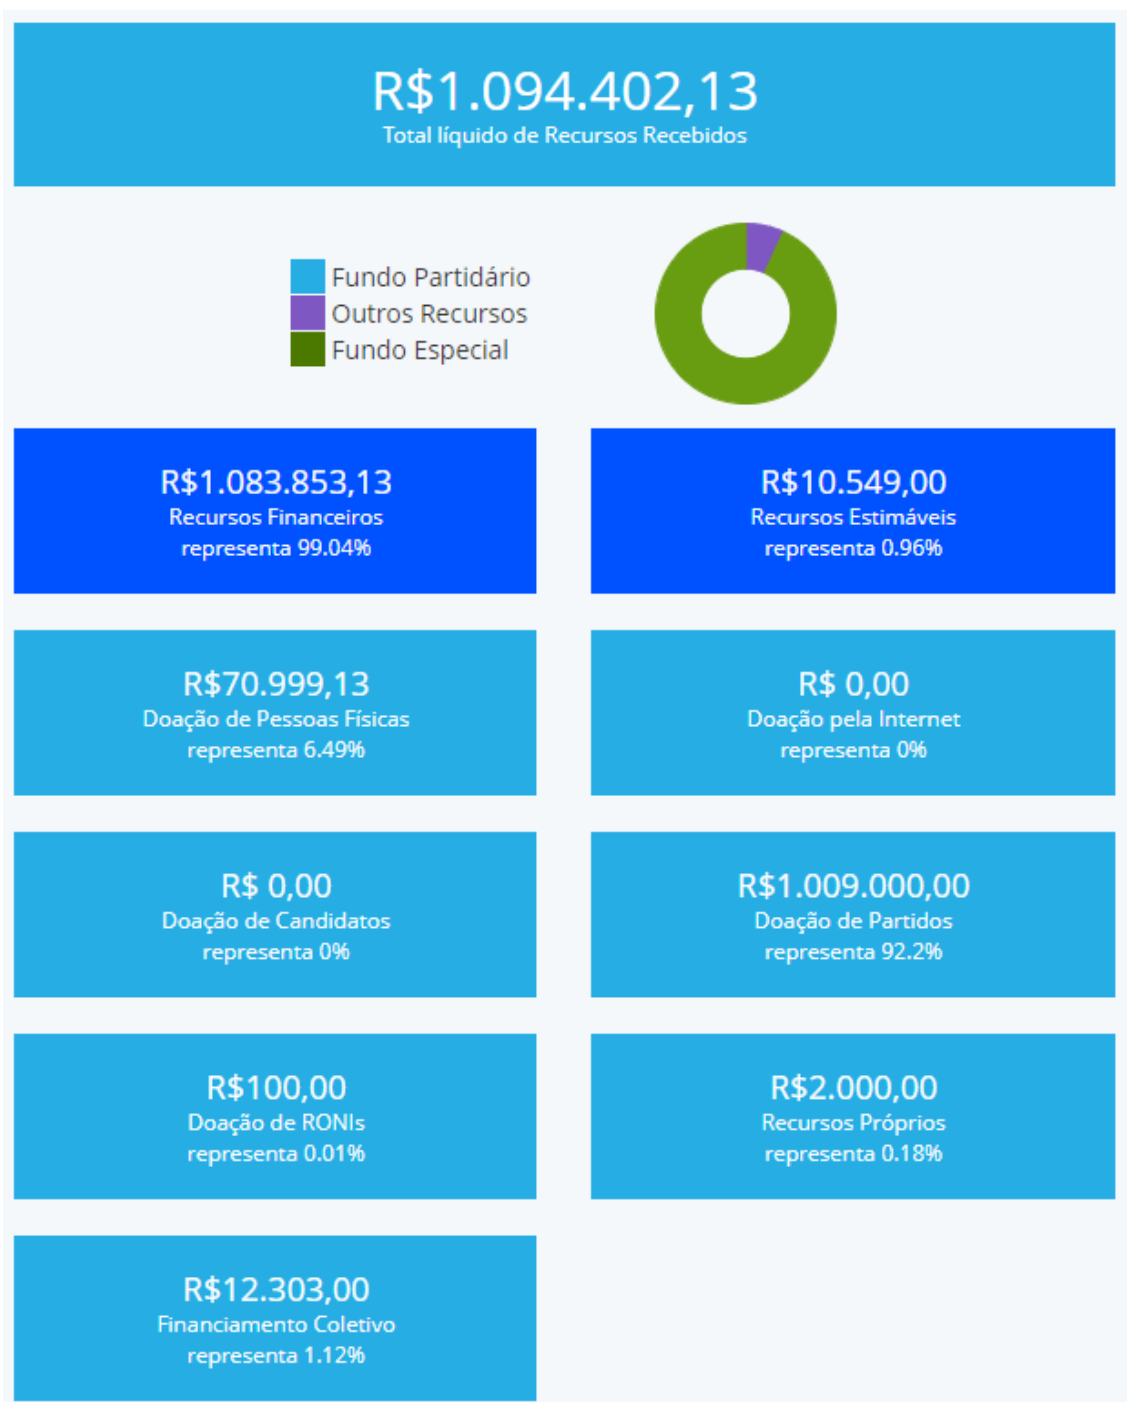 R$1.094.402,13
Total líquido de Recursos Recebidos
Fundo Partidário
Outros Recursos
Fundo Especial
R$1.083.853,13
Recursos Financeiros
representa 99.04%
R$10.549,00
Recursos Estimáveis
representa 0.96%
R$70.999,13
Doação de Pessoas Físicas
representa 6.49%
R$ 0,00
Doação pela Internet
representa 0%
R$ 0,00
Doação de Candidatos
representa 0%
R$1.009.000,00
Doação de Partidos
representa 92.2%
R$100,00
Doação de RONIs
representa 0.01%
R$2.000,00
Recursos Próprios
representa 0.18%
R$12.303,00
Financiamento Coletivo
representa 1.12%